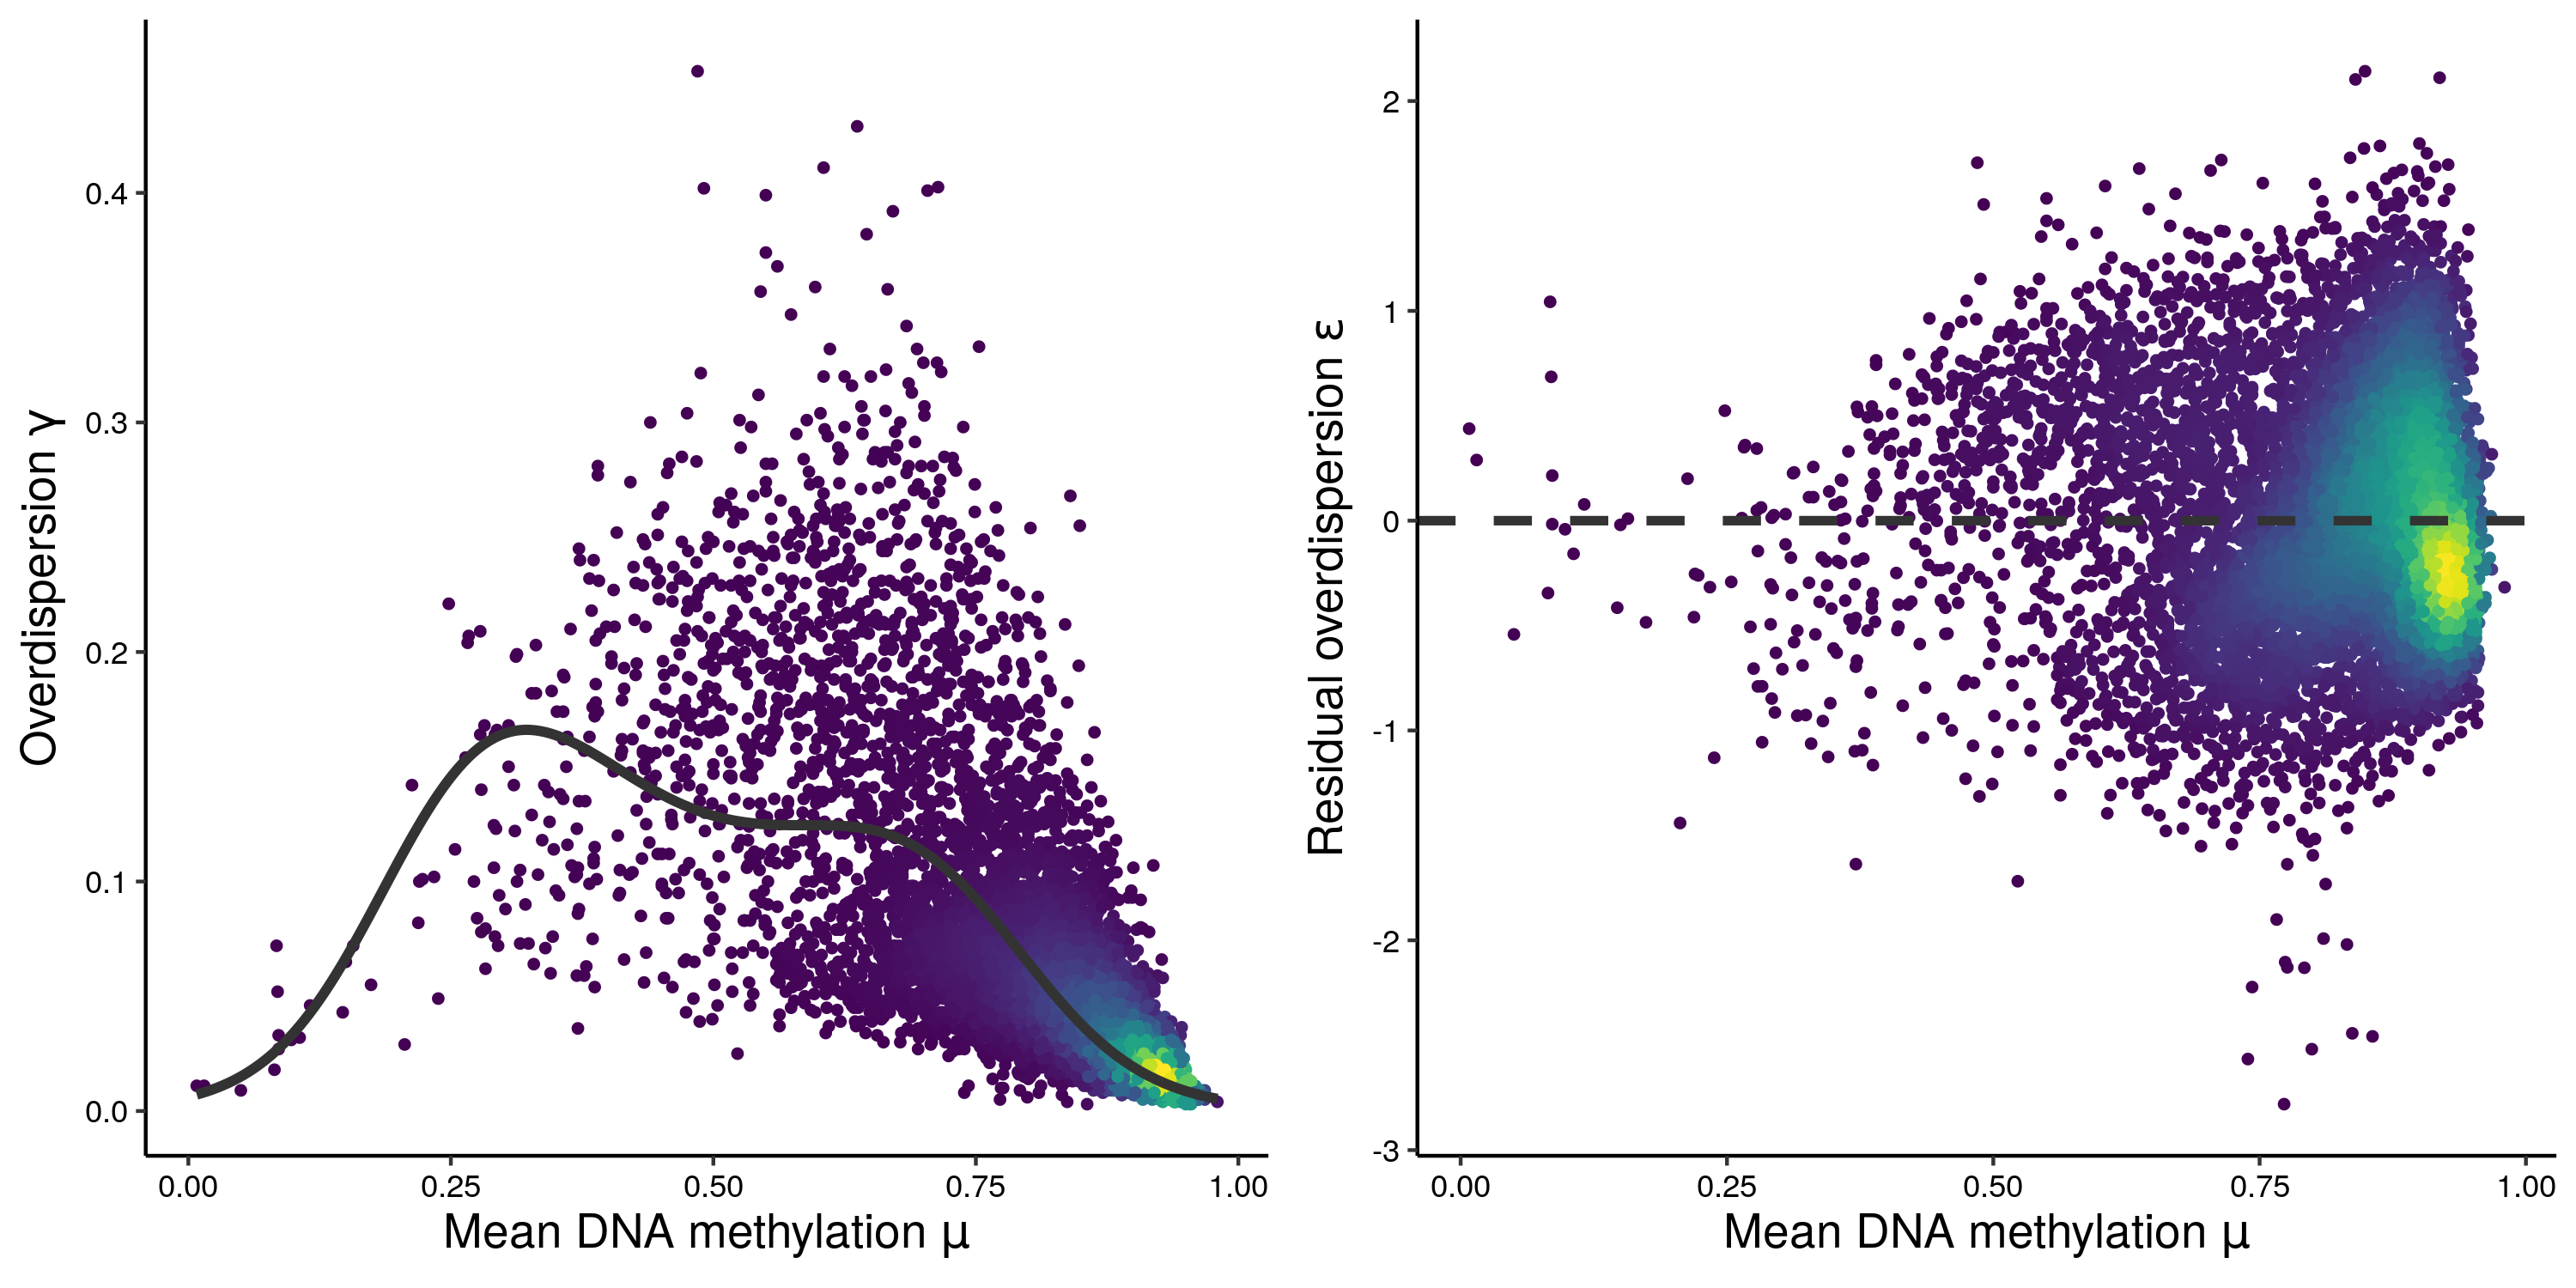 Overdispersion γ
0.4
0.3
0.2
0.1
0.0
0.00 0.25 0.50 0.75 1.00
Mean DNA methylation μ
Residual overdispersion ε
2
1
0
-1
-2
-3
0.00 0.25 0.50 0.75 1.00
Mean DNA methylation μ